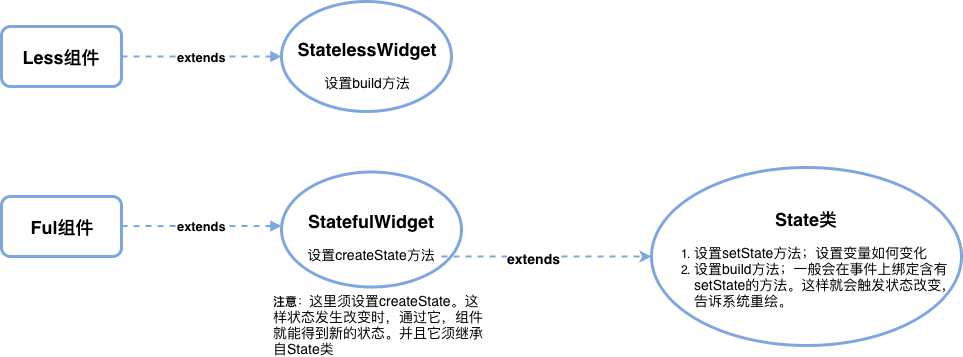 Less组件
extends
StatelessWidget
设置build方法
Ful组件
extends
StatefulWidget
设置createState方法
extends
State类
1. 设置setState方法；设置变量如何变化
2. 设置build方法；一般会在事件上绑定含有
setState的方法。这样就会触发状态改变，
告诉系统重绘。
注意：这里须设置createState。这
样状态发生改变时，通过它，组件
就能得到新的状态。并且它须继承
自State类